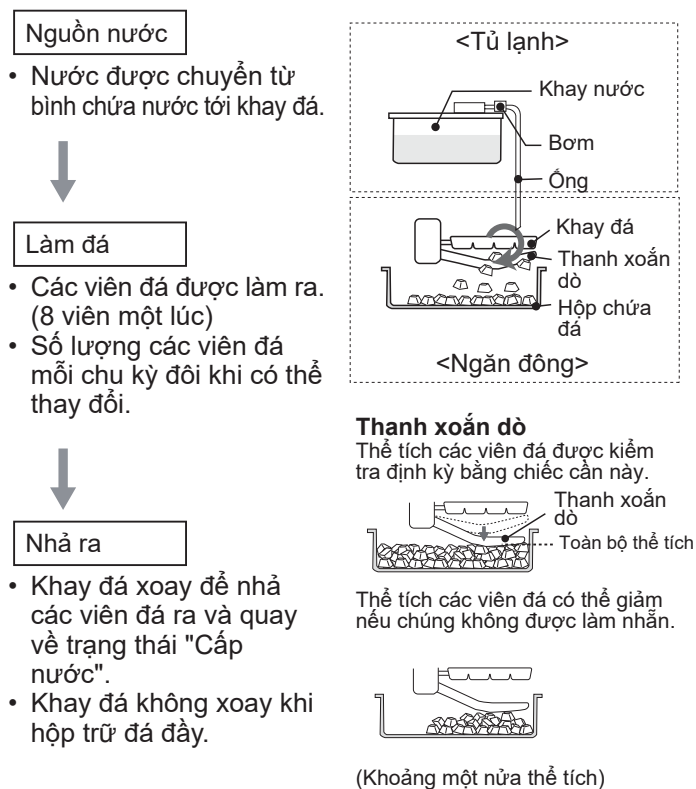 Nguồn nước
• Nước được chuyển từ
bình chứa nước tới khay đá.
Làm đá
• Các viên đá được làm ra.
(8 viên một lúc)
• Số lượng các viên đá
mỗi chu kỳ đôi khi có thể
thay đổi.
Nhả ra
• Khay đá xoay để nhả
các viên đá ra và quay
về trạng thái "Cấp
nước".
• Khay đá không xoay khi
hộp trữ đá đầy.
<Tủ lạnh>
Khay nước
Bơm
Ống
Khay đá
Thanh xoắn
dò
Hộp chứa
đá
<Ngăn đông>
Thanh xoắn dò
Thể tích các viên đá được kiểm
tra định kỳ bằng chiếc cần này.
Thanh xoắn
dò
Toàn bộ thể tích
Thể tích các viên đá có thể giảm
nếu chúng không được làm nhẵn.
(Khoảng một nửa thể tích)